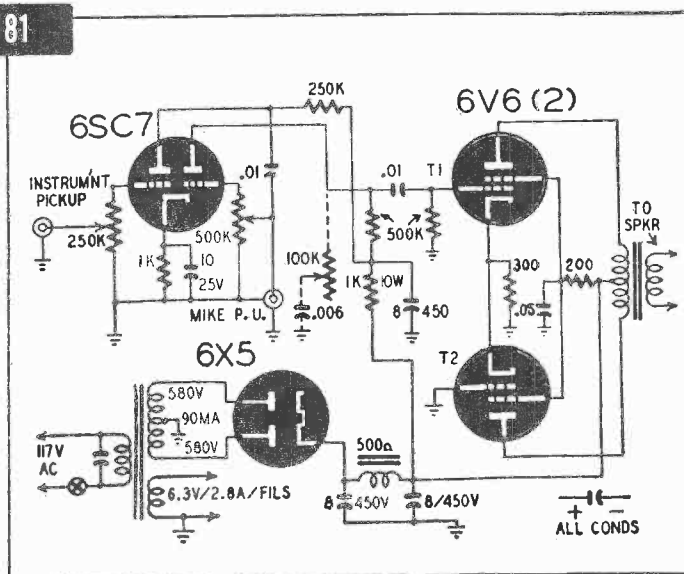 81
250K
6SC7
6V6 (2)
.01
.01
T1
INSTRUM'NT
PICKUP
TO
SPKR
250K
500K
500K
1K
10
25V
100K
1K
10W
300
200
8
450
.05
MIKE P.U.
.006
6X5
T2
580V
90MA
580V
117V
AC
500Ω
6.3V/2.8A/FILS
8
450V
8/450V
+
-
ALL CONDS